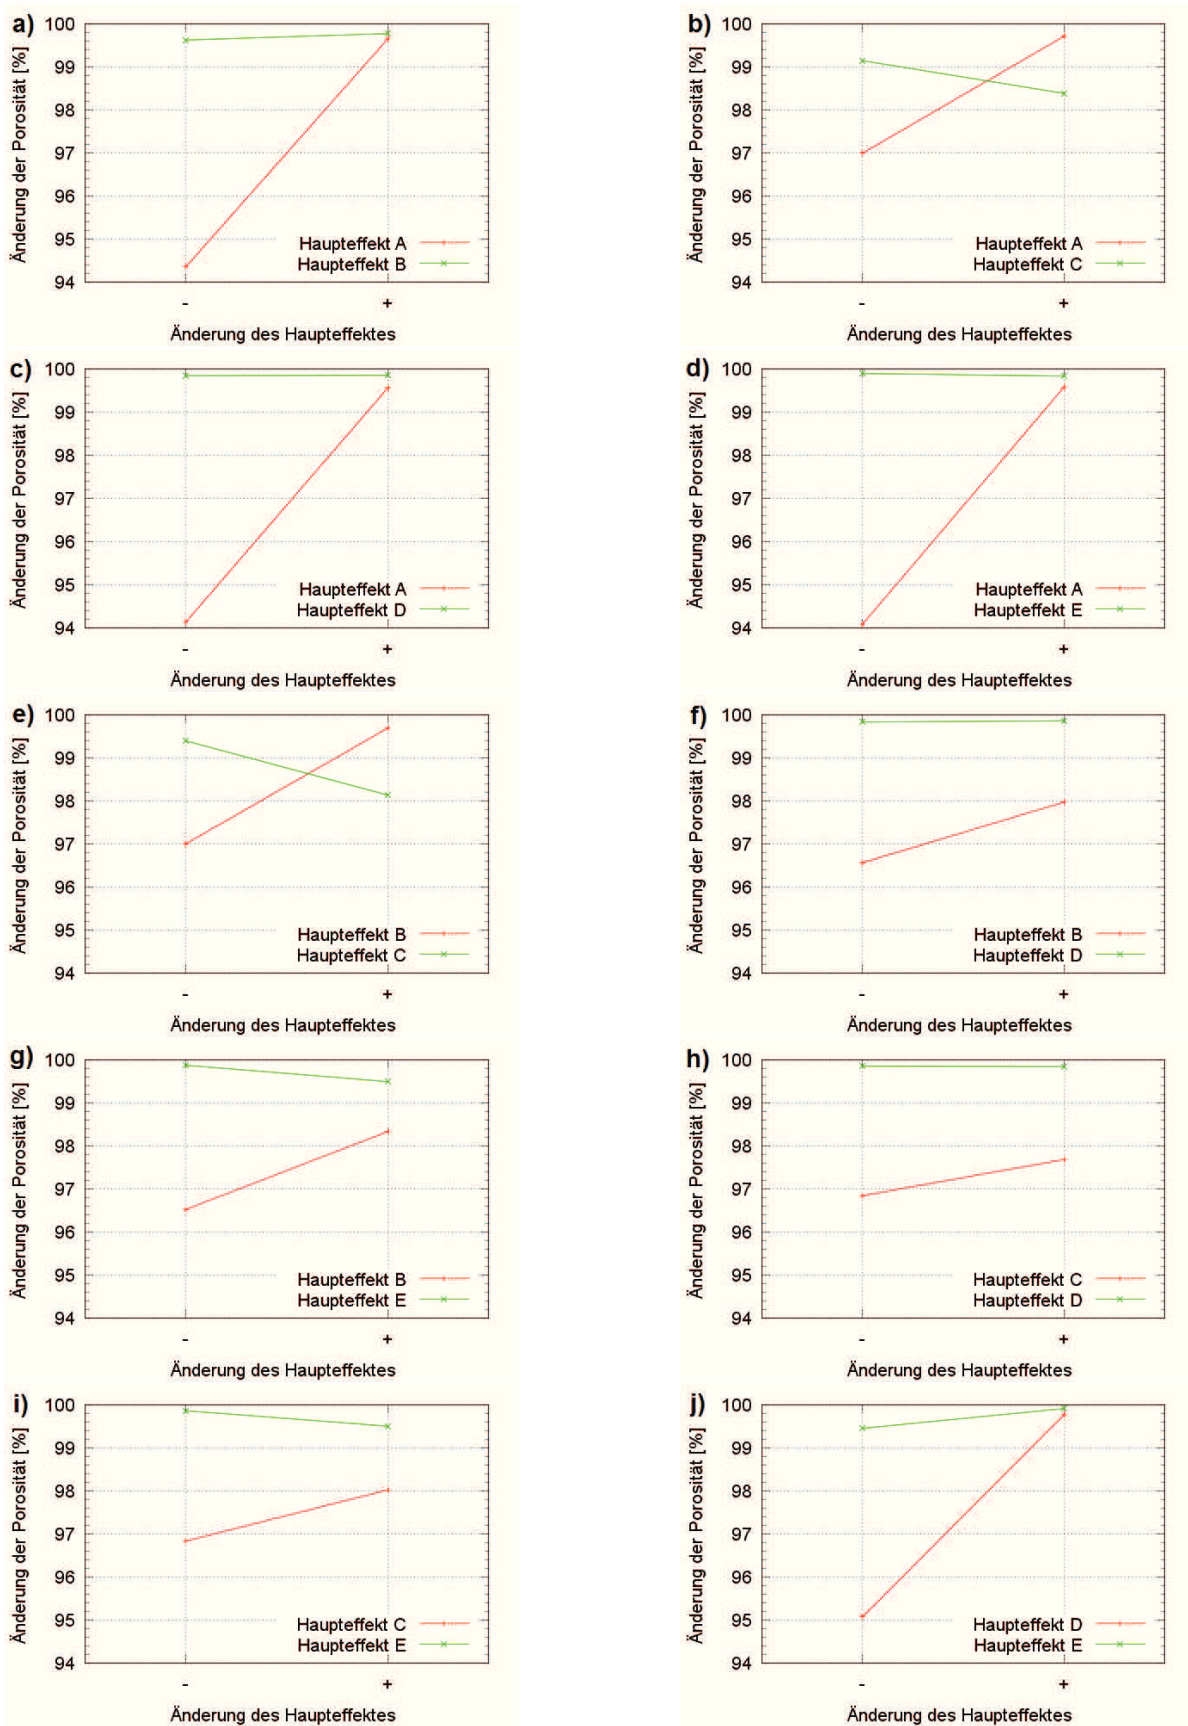 a)
Änderung der Porosität [%]
100
99
98
97
96
95
94
Haupteffekt A
Haupteffekt B
- +
Änderung des Haupteffektes
b)
Änderung der Porosität [%]
100
99
98
97
96
95
94
Haupteffekt A
Haupteffekt C
- +
Änderung des Haupteffektes
c)
Änderung der Porosität [%]
100
99
98
97
96
95
94
Haupteffekt A
Haupteffekt D
- +
Änderung des Haupteffektes
d)
Änderung der Porosität [%]
100
99
98
97
96
95
94
Haupteffekt A
Haupteffekt E
- +
Änderung des Haupteffektes
e)
Änderung der Porosität [%]
100
99
98
97
96
95
94
Haupteffekt B
Haupteffekt C
- +
Änderung des Haupteffektes
f)
Änderung der Porosität [%]
100
99
98
97
96
95
94
Haupteffekt B
Haupteffekt D
- +
Änderung des Haupteffektes
g)
Änderung der Porosität [%]
100
99
98
97
96
95
94
Haupteffekt B
Haupteffekt E
- +
Änderung des Haupteffektes
h)
Änderung der Porosität [%]
100
99
98
97
96
95
94
Haupteffekt C
Haupteffekt D
- +
Änderung des Haupteffektes
i)
Änderung der Porosität [%]
100
99
98
97
96
95
94
Haupteffekt C
Haupteffekt E
- +
Änderung des Haupteffektes
j)
Änderung der Porosität [%]
100
99
98
97
96
95
94
Haupteffekt D
Haupteffekt E
- +
Änderung des Haupteffektes